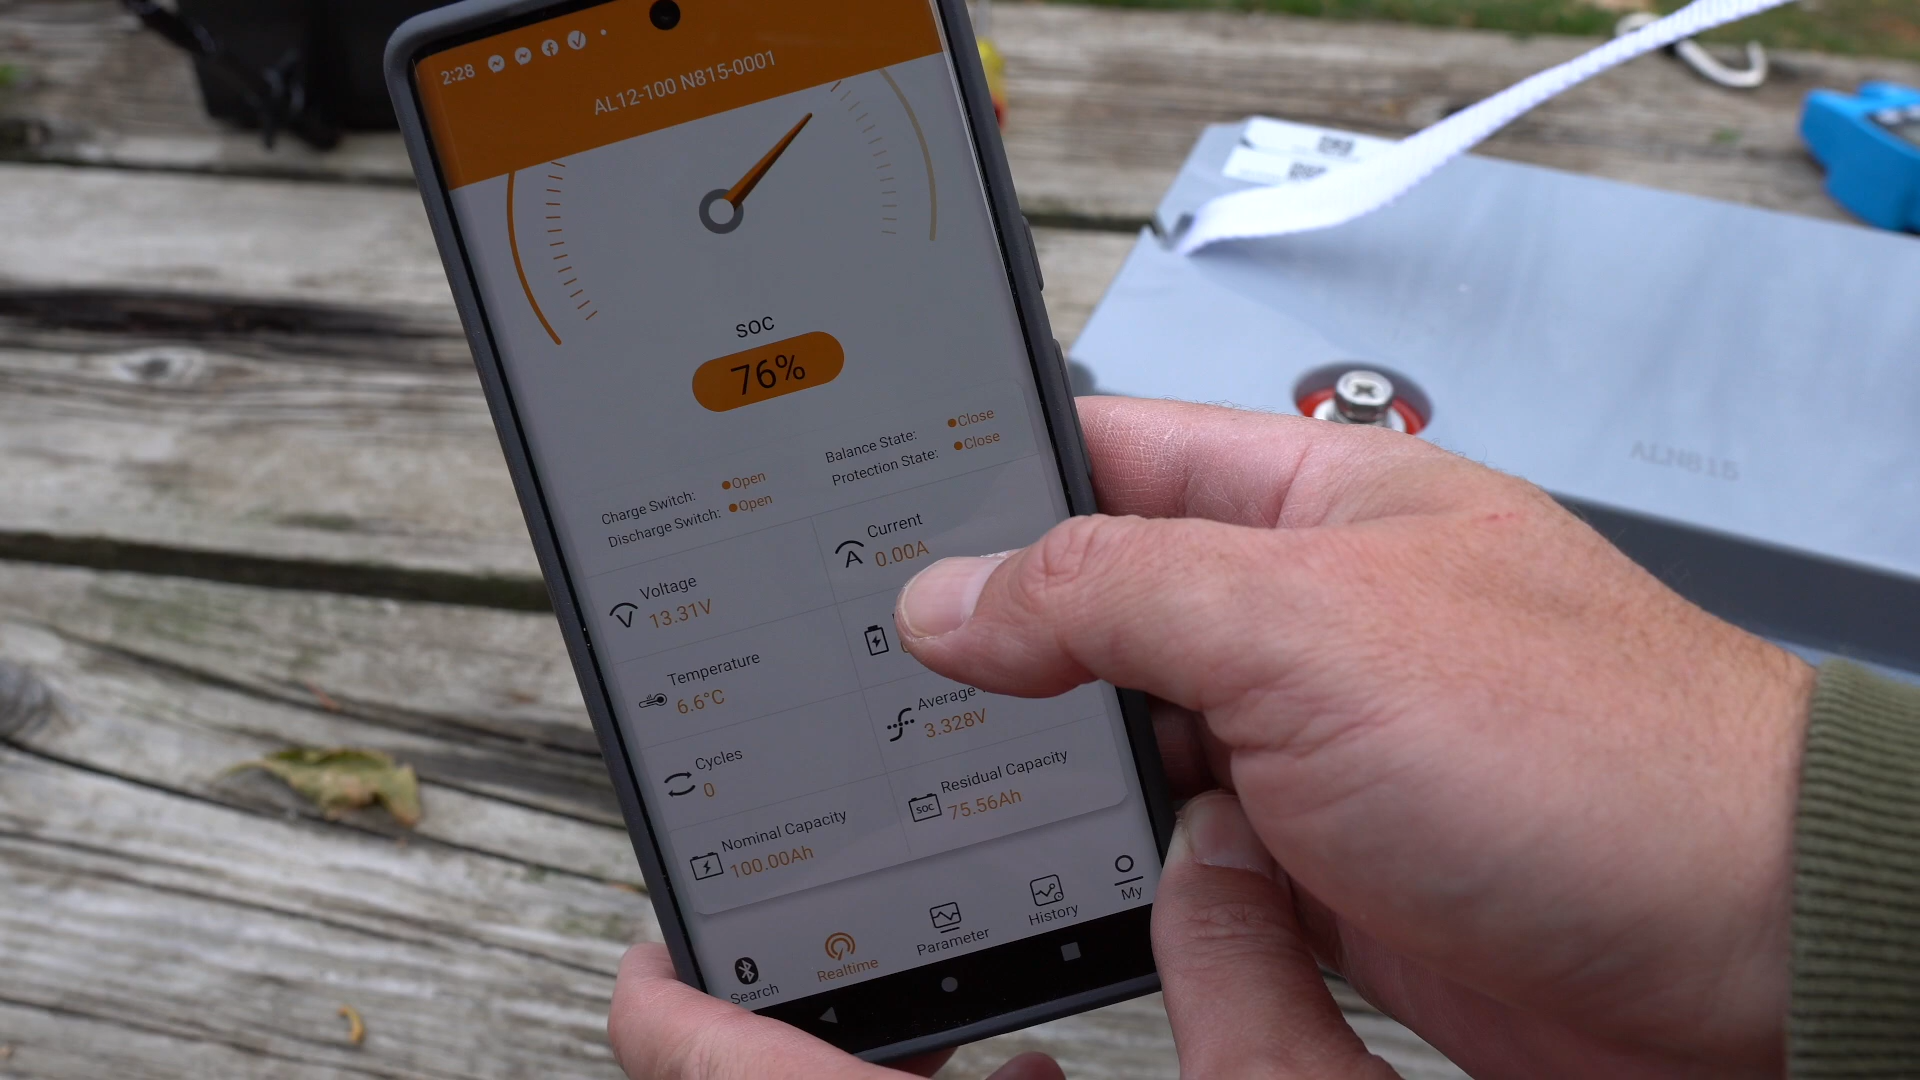 2:28
AL12-100 N815-0001
SOC
76%
Charge Switch: Open
Discharge Switch: Open
Balance State: Close
Protection State: Close
Voltage
13.31V
Current
0.00A
Temperature
6.6°C
Average
3.328V
Cycles
0
Residual Capacity
SOC
75.56Ah
Nominal Capacity
100.00Ah
Search
Realtime
Parameter
History
My
ALN815